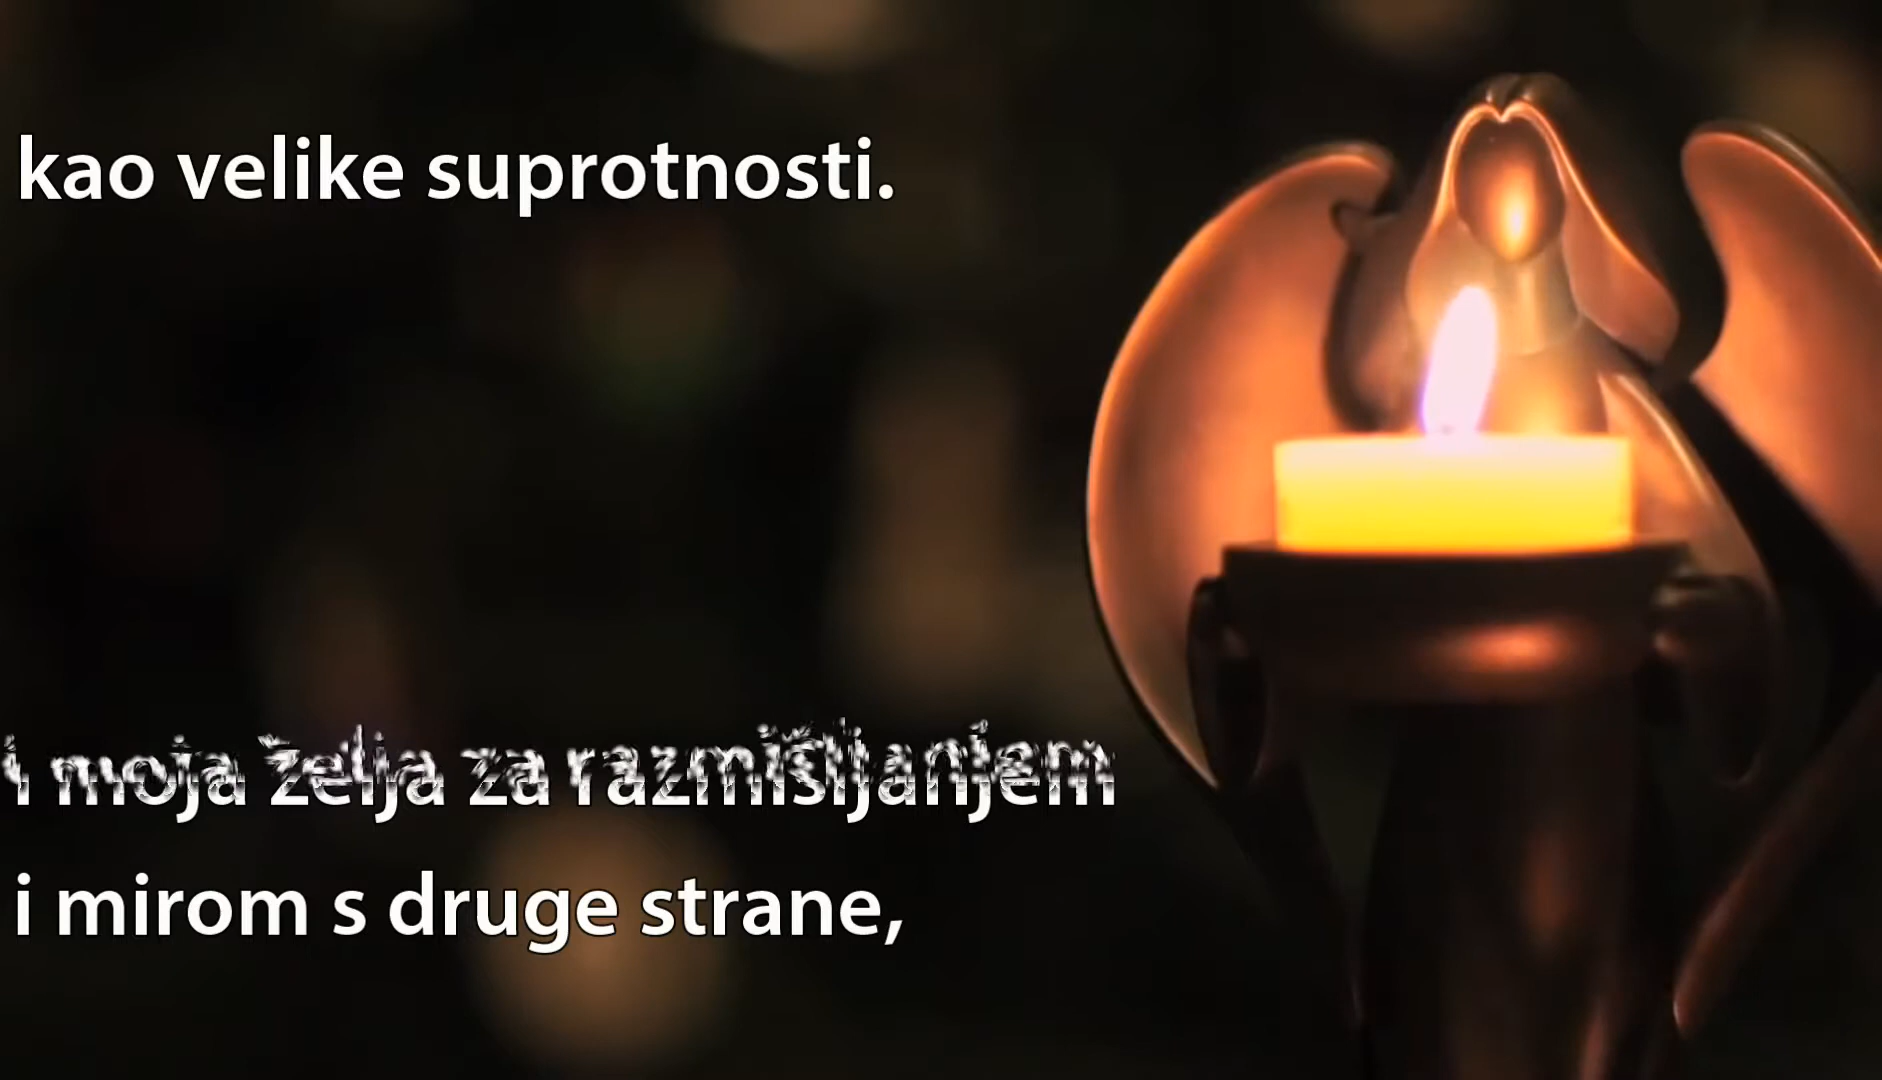 kao velike suprotnosti.
i moja želja za razmišljanjem
i mirom s druge strane,